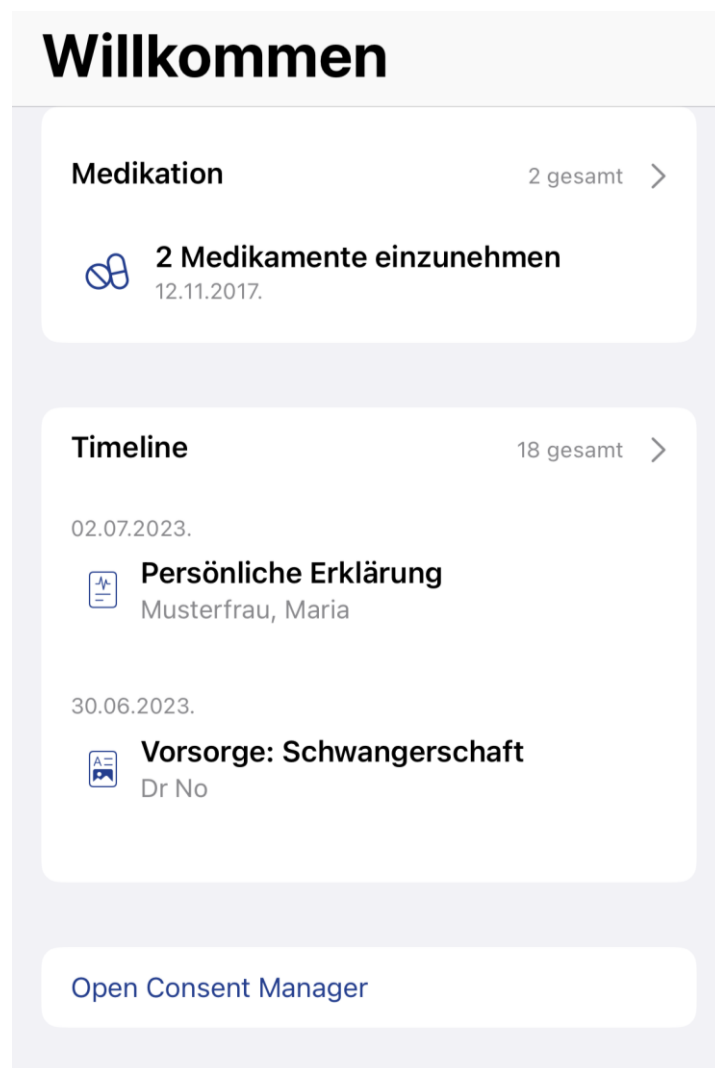 Willkommen
Medikation 2 gesamt
2 Medikamente einzunehmen
12.11.2017.
Timeline 18 gesamt
02.07.2023.
Persönliche Erklärung
Musterfrau, Maria
30.06.2023.
Vorsorge: Schwangerschaft
Dr No
Open Consent Manager